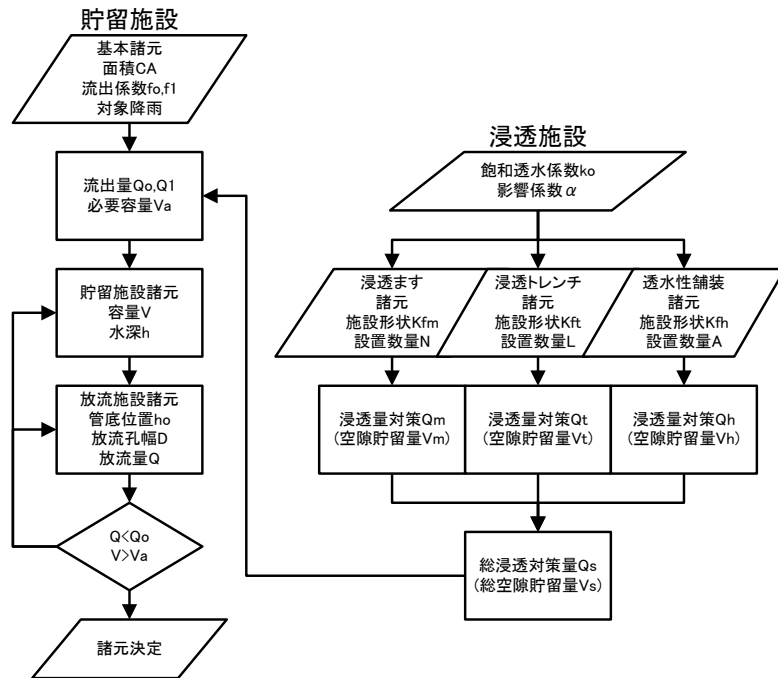 貯留施設
基本諸元
面積CA
流出係数fo,f1
対象降雨
流出量Qo,Q1
必要容量Va
貯留施設諸元
容量V
水深h
放流施設諸元
管底位置ho
放流孔幅D
放流量Q
Q<Qo
V>Va
諸元決定
浸透施設
飽和透水係数ko
影響係数α
浸透ます
諸元
施設形状Kfm
設置数量N
浸透トレンチ
諸元
施設形状Kft
設置数量L
透水性舗装
諸元
施設形状Kfh
設置数量A
浸透量対策Qm
(空隙貯留量Vm)
浸透量対策Qt
(空隙貯留量Vt)
浸透量対策Qh
(空隙貯留量Vh)
総浸透対策量Qs
(総空隙貯留量Vs)